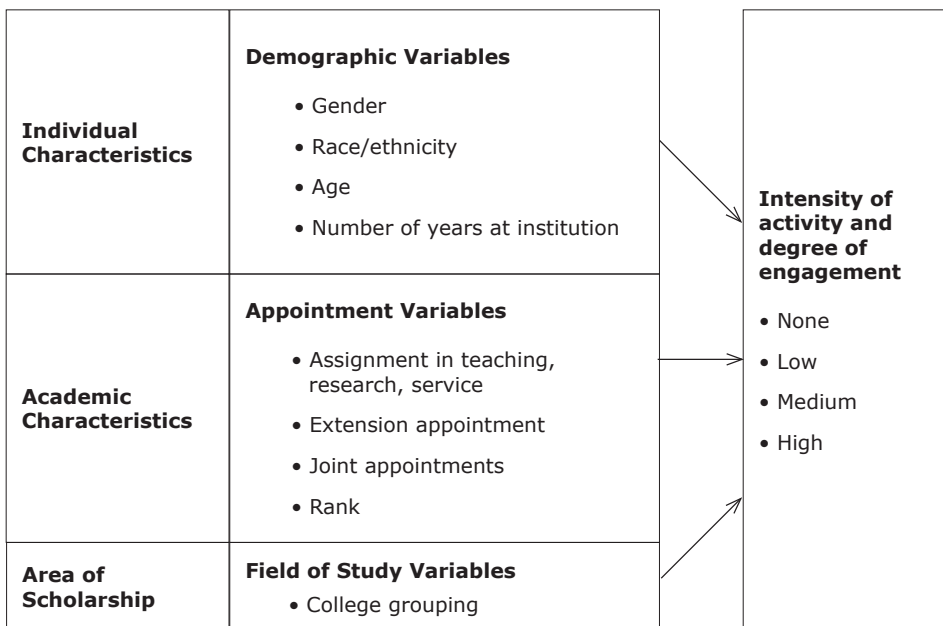 Individual
Characteristics
Demographic Variables
• Gender
• Race/ethnicity
• Age
• Number of years at institution
Academic
Characteristics
Appointment Variables
• Assignment in teaching,
research, service
• Extension appointment
• Joint appointments
• Rank
Area of
Scholarship
Field of Study Variables
• College grouping
Intensity of
activity and
degree of
engagement
• None
• Low
• Medium
• High